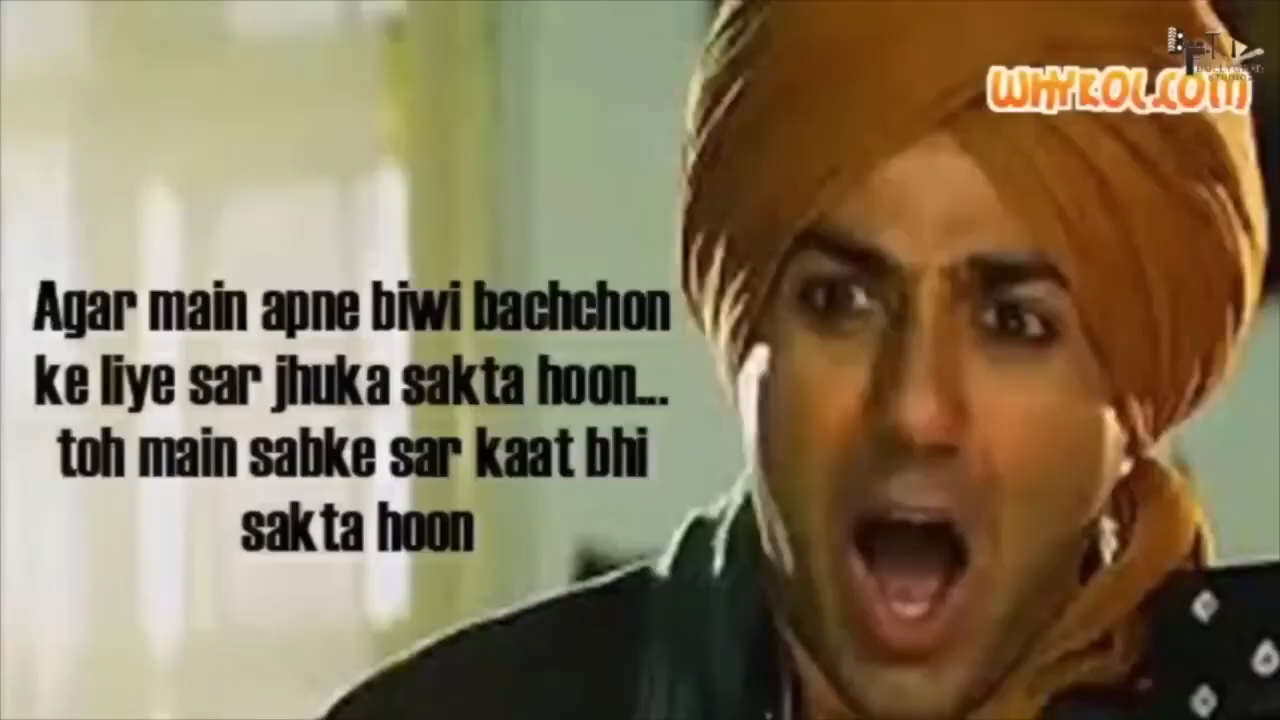 WHYKOL.COM
Agar main apne biwi bachchon
ke liye sar jhuka sakta hoon...
toh main sabke sar kaat bhi
sakta hoon